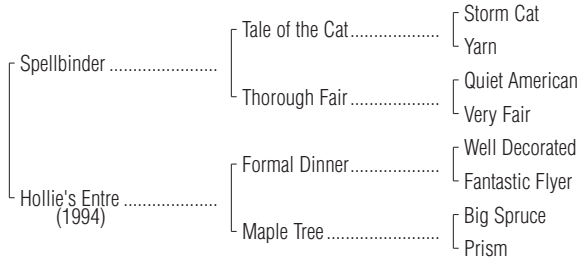 Storm Cat
Tale of the Cat....................
Yarn
Spellbinder ........................
Quiet American
Thorough Fair....................
Very Fair
Well Decorated
Formal Dinner....................
Fantastic Flyer
Hollie's Entre .....................
(1994)
Big Spruce
Maple Tree.........................
Prism